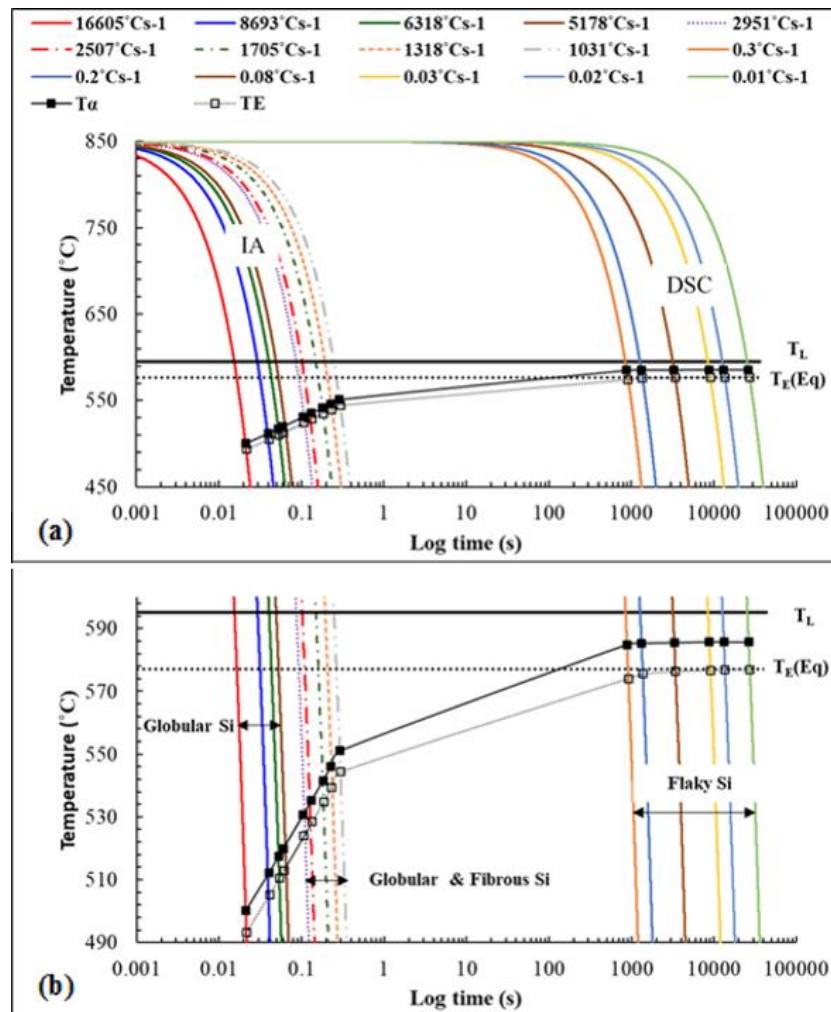 16605˚Cs-1 8693˚Cs-1 6318˚Cs-1 5178˚Cs-1 2951˚Cs-1
2507˚Cs-1 1705˚Cs-1 1318˚Cs-1 1031˚Cs-1 0.3˚Cs-1
0.2˚Cs-1 0.08˚Cs-1 0.03˚Cs-1 0.02˚Cs-1 0.01˚Cs-1
Tα TE
850
750
650
550
450
Temperature (˚C)
IA
DSC
TL
TE(Eq)
0.001 0.01 0.1 1 10 100 1000 10000 100000
(a)
Log time (s)
590
570
550
530
510
490
Temperature (˚C)
TL
TE(Eq)
Globular Si
Flaky Si
Globular & Fibrous Si
0.001 0.01 0.1 1 10 100 1000 10000 100000
(b)
Log time (s)